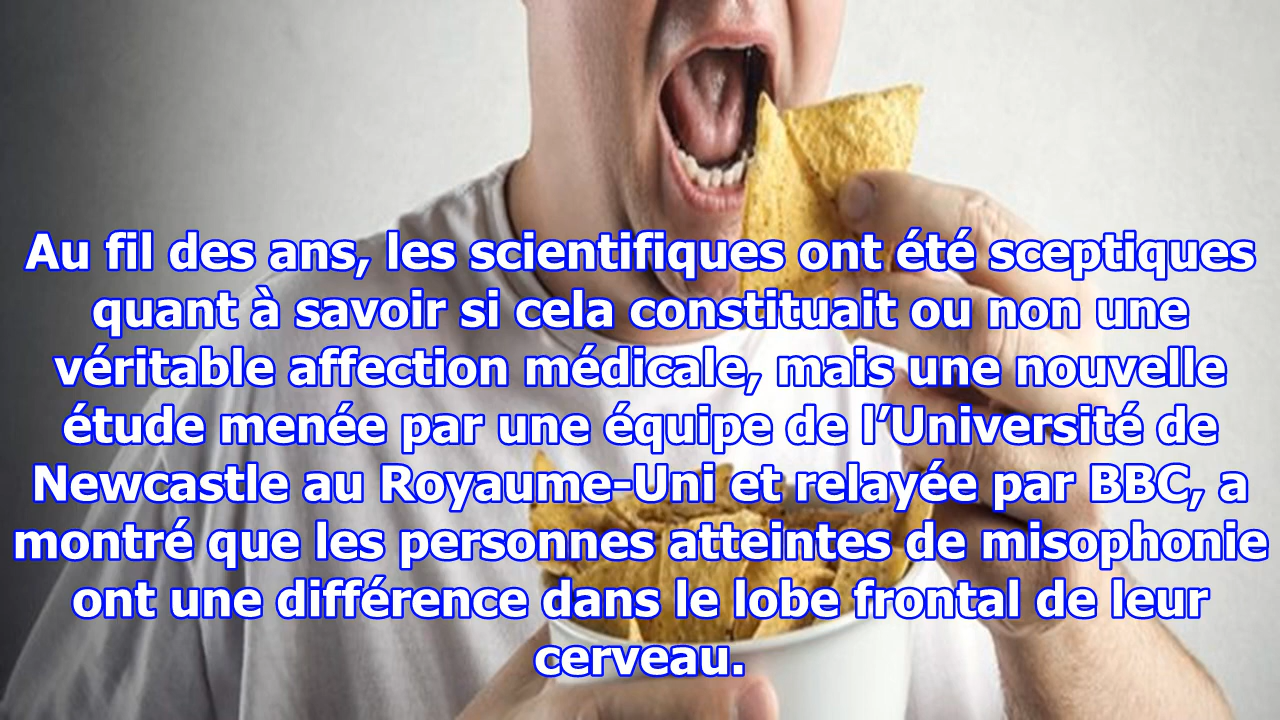 Au fil des ans, les scientifiques ont été sceptiques
quant à savoir si cela constituait ou non une
véritable affection médicale, mais une nouvelle
étude menée par une équipe de l’Université de
Newcastle au Royaume-Uni et relayée par BBC, a
montré que les personnes atteintes de misophonie
ont une différence dans le lobe frontal de leur
cerveau.